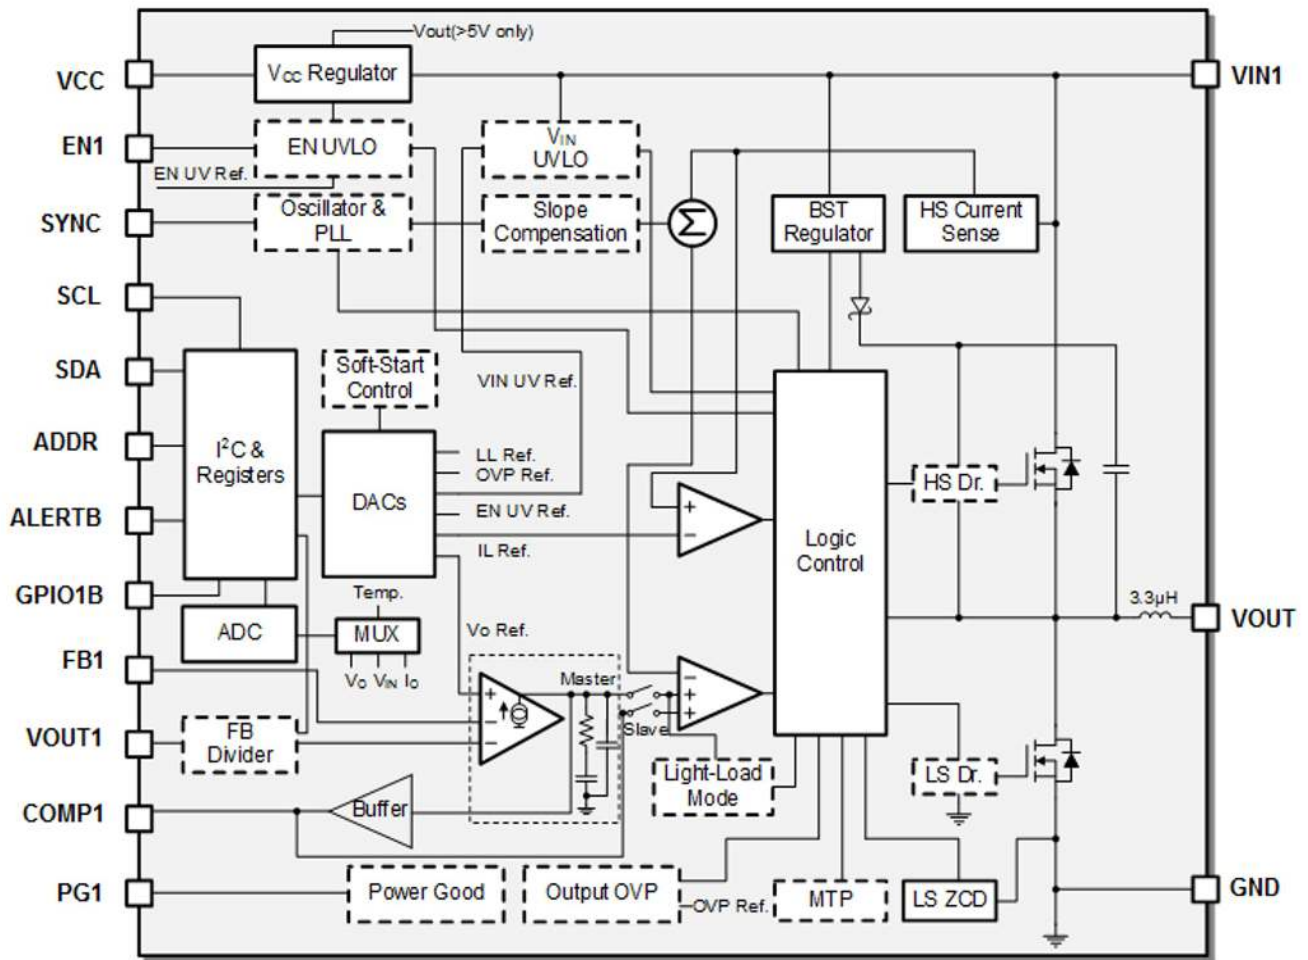 Vout(>5V only)
VCC
VCC Regulator
VIN1
EN1
EN UVLO
VIN
UVLO
EN UV Ref.
SYNC
Oscillator &
PLL
Slope
Compensation
Σ
BST
Regulator
HS Current
Sense
SCL
SDA
Soft-Start
Control
VIN UV Ref.
ADDR
I²C &
Registers
DACs
LL Ref.
OVP Ref.
EN UV Ref.
IL Ref.
+
−
Logic
Control
HS Dr.
ALERTB
GPIO1B
ADC
Temp.
MUX
VO VIN IO
Vo Ref.
3.3µH
VOUT
FB1
Master
+
−
−
−
+
+
Slave
VOUT1
FB
Divider
Light-Load
Mode
LS Dr.
COMP1
Buffer
PG1
Power Good
Output OVP
OVP Ref.
MTP
LS ZCD
GND